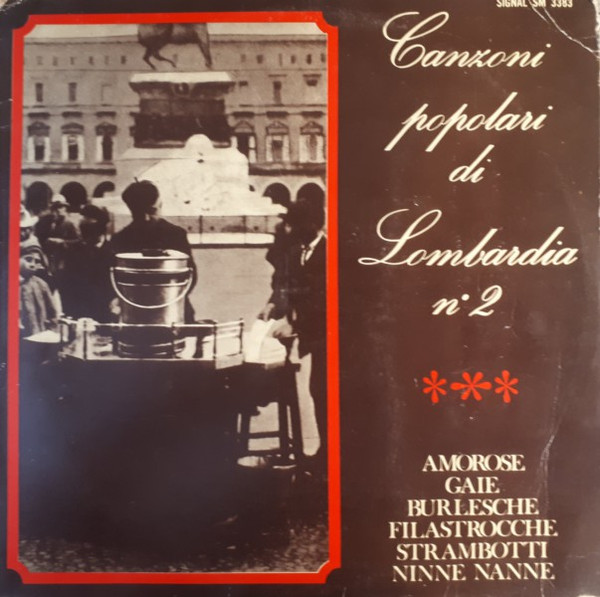 SIGNAL SM 3383
Canzoni
popolari
di
Lombardia
n° 2
***
AMOROSE
GAIE
BURLESCHE
FILASTROCCHE
STRAMBOTTI
NINNE NANNE